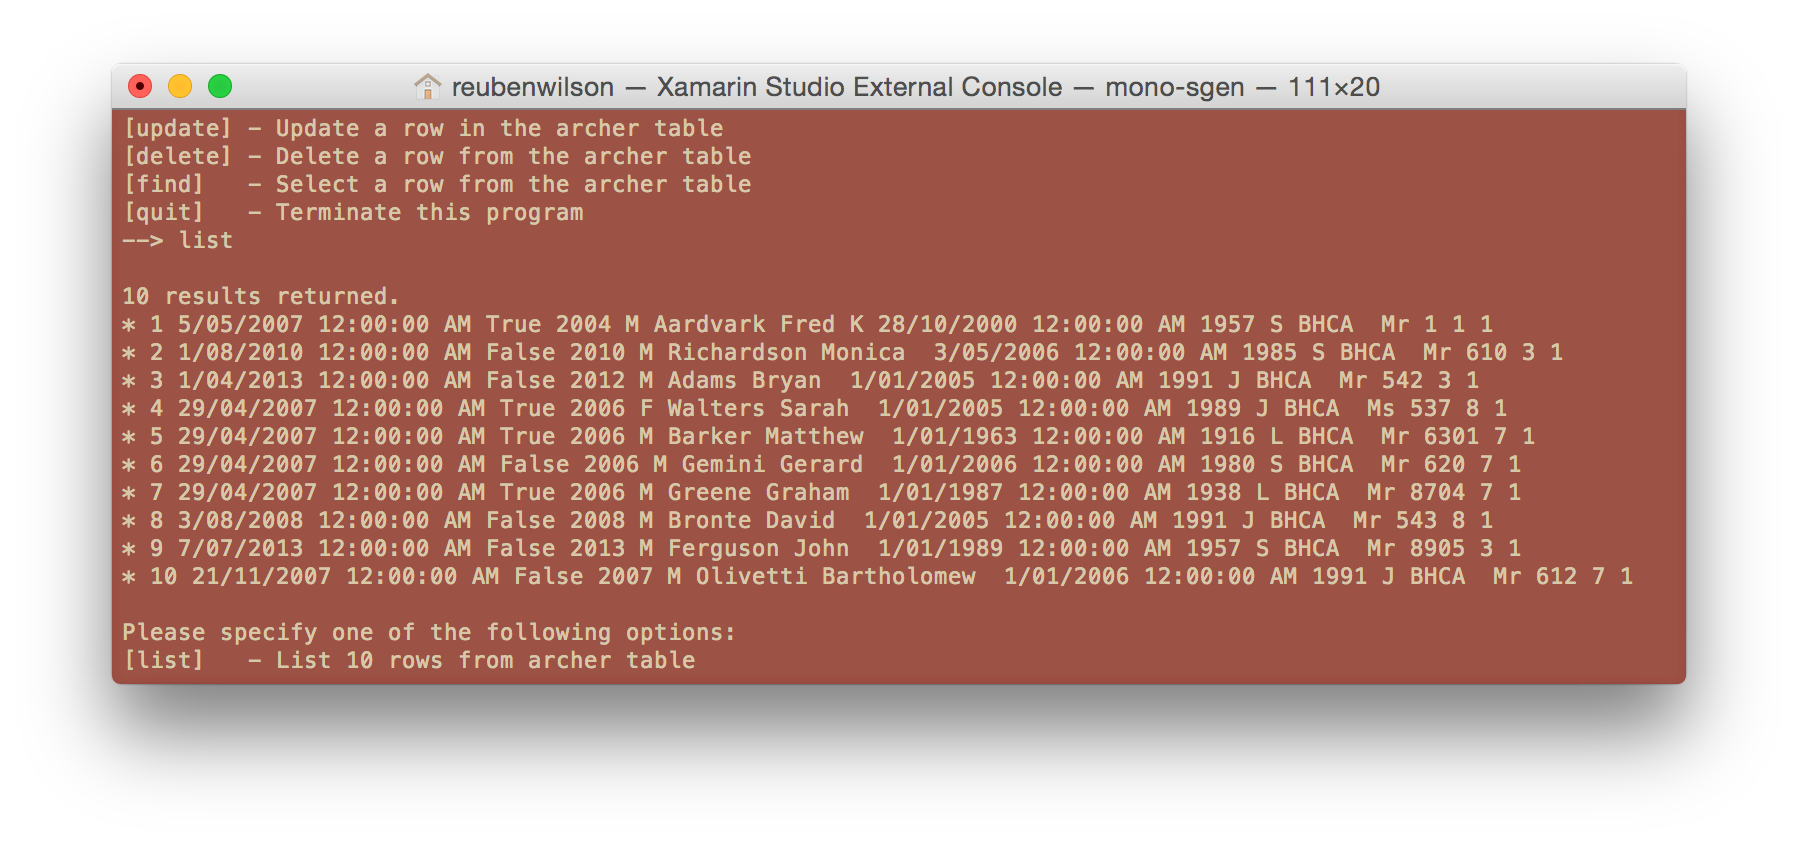 reubenwilson — Xamarin Studio External Console — mono-sgen — 111×20
[update] - Update a row in the archer table
[delete] - Delete a row from the archer table
[find]   - Select a row from the archer table
[quit]   - Terminate this program
--> list

10 results returned.
* 1 5/05/2007 12:00:00 AM True 2004 M Aardvark Fred K 28/10/2000 12:00:00 AM 1957 S BHCA  Mr 1 1 1
* 2 1/08/2010 12:00:00 AM False 2010 M Richardson Monica  3/05/2006 12:00:00 AM 1985 S BHCA  Mr 610 3 1
* 3 1/04/2013 12:00:00 AM False 2012 M Adams Bryan  1/01/2005 12:00:00 AM 1991 J BHCA  Mr 542 3 1
* 4 29/04/2007 12:00:00 AM True 2006 F Walters Sarah  1/01/2005 12:00:00 AM 1989 J BHCA  Ms 537 8 1
* 5 29/04/2007 12:00:00 AM True 2006 M Barker Matthew  1/01/1963 12:00:00 AM 1916 L BHCA  Mr 6301 7 1
* 6 29/04/2007 12:00:00 AM False 2006 M Gemini Gerard  1/01/2006 12:00:00 AM 1980 S BHCA  Mr 620 7 1
* 7 29/04/2007 12:00:00 AM True 2006 M Greene Graham  1/01/1987 12:00:00 AM 1938 L BHCA  Mr 8704 7 1
* 8 3/08/2008 12:00:00 AM False 2008 M Bronte David  1/01/2005 12:00:00 AM 1991 J BHCA  Mr 543 8 1
* 9 7/07/2013 12:00:00 AM False 2013 M Ferguson John  1/01/1989 12:00:00 AM 1957 S BHCA  Mr 8905 3 1
* 10 21/11/2007 12:00:00 AM False 2007 M Olivetti Bartholomew  1/01/2006 12:00:00 AM 1991 J BHCA  Mr 612 7 1

Please specify one of the following options:
[list]   - List 10 rows from archer table